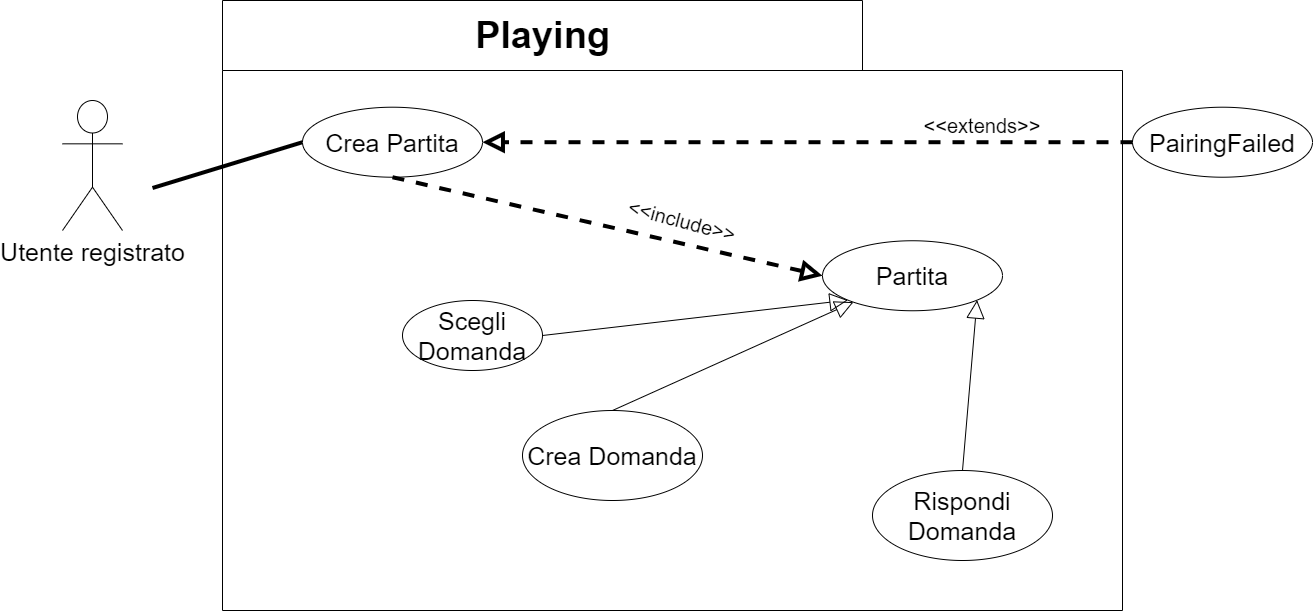 Playing
Crea Partita
<<extends>>
PairingFailed
Utente registrato
<<include>>
Partita
Scegli
Domanda
Crea Domanda
Rispondi
Domanda